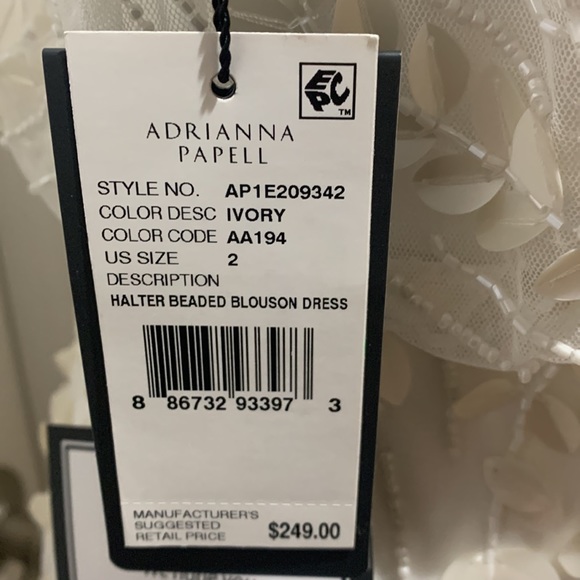 EPC
TM
ADRIANNA
PAPELL
STYLE NO. AP1E209342
COLOR DESC IVORY
COLOR CODE AA194
US SIZE 2
DESCRIPTION
HALTER BEADED BLOUSON DRESS
8 86732 93397 3
MANUFACTURER'S
SUGGESTED
RETAIL PRICE $249.00